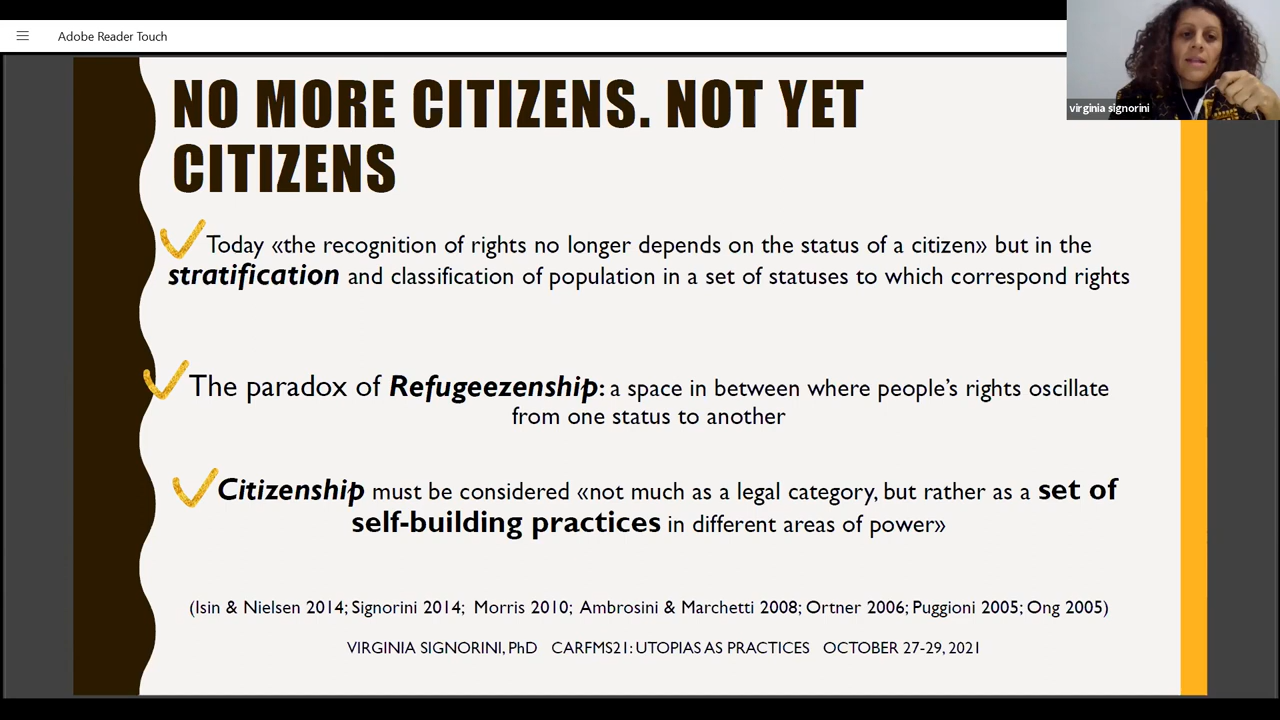 Adobe Reader Touch
virginia signorini
NO MORE CITIZENS. NOT YET
CITIZENS
Today «the recognition of rights no longer depends on the status of a citizen» but in the
stratification and classification of population in a set of statuses to which correspond rights
The paradox of Refugeezenship: a space in between where people's rights oscillate
from one status to another
Citizenship must be considered «not much as a legal category, but rather as a set of
self-building practices in different areas of power»
(Isin & Nielsen 2014; Signorini 2014; Morris 2010; Ambrosini & Marchetti 2008; Ortner 2006; Puggioni 2005; Ong 2005)
VIRGINIA SIGNORINI, PhD CARFMS21: UTOPIAS AS PRACTICES OCTOBER 27-29, 2021